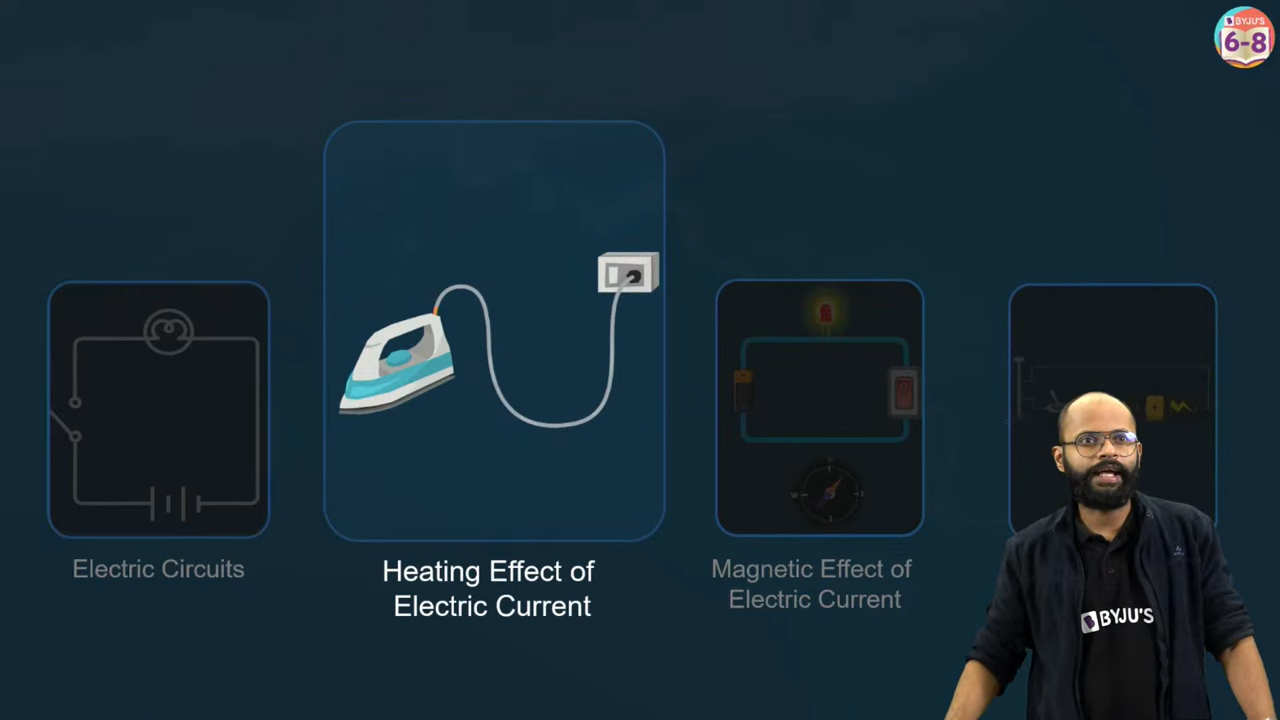 BYJU'S
6-8
Electric Circuits
Heating Effect of
Electric Current
Magnetic Effect of
Electric Current
BYJU'S